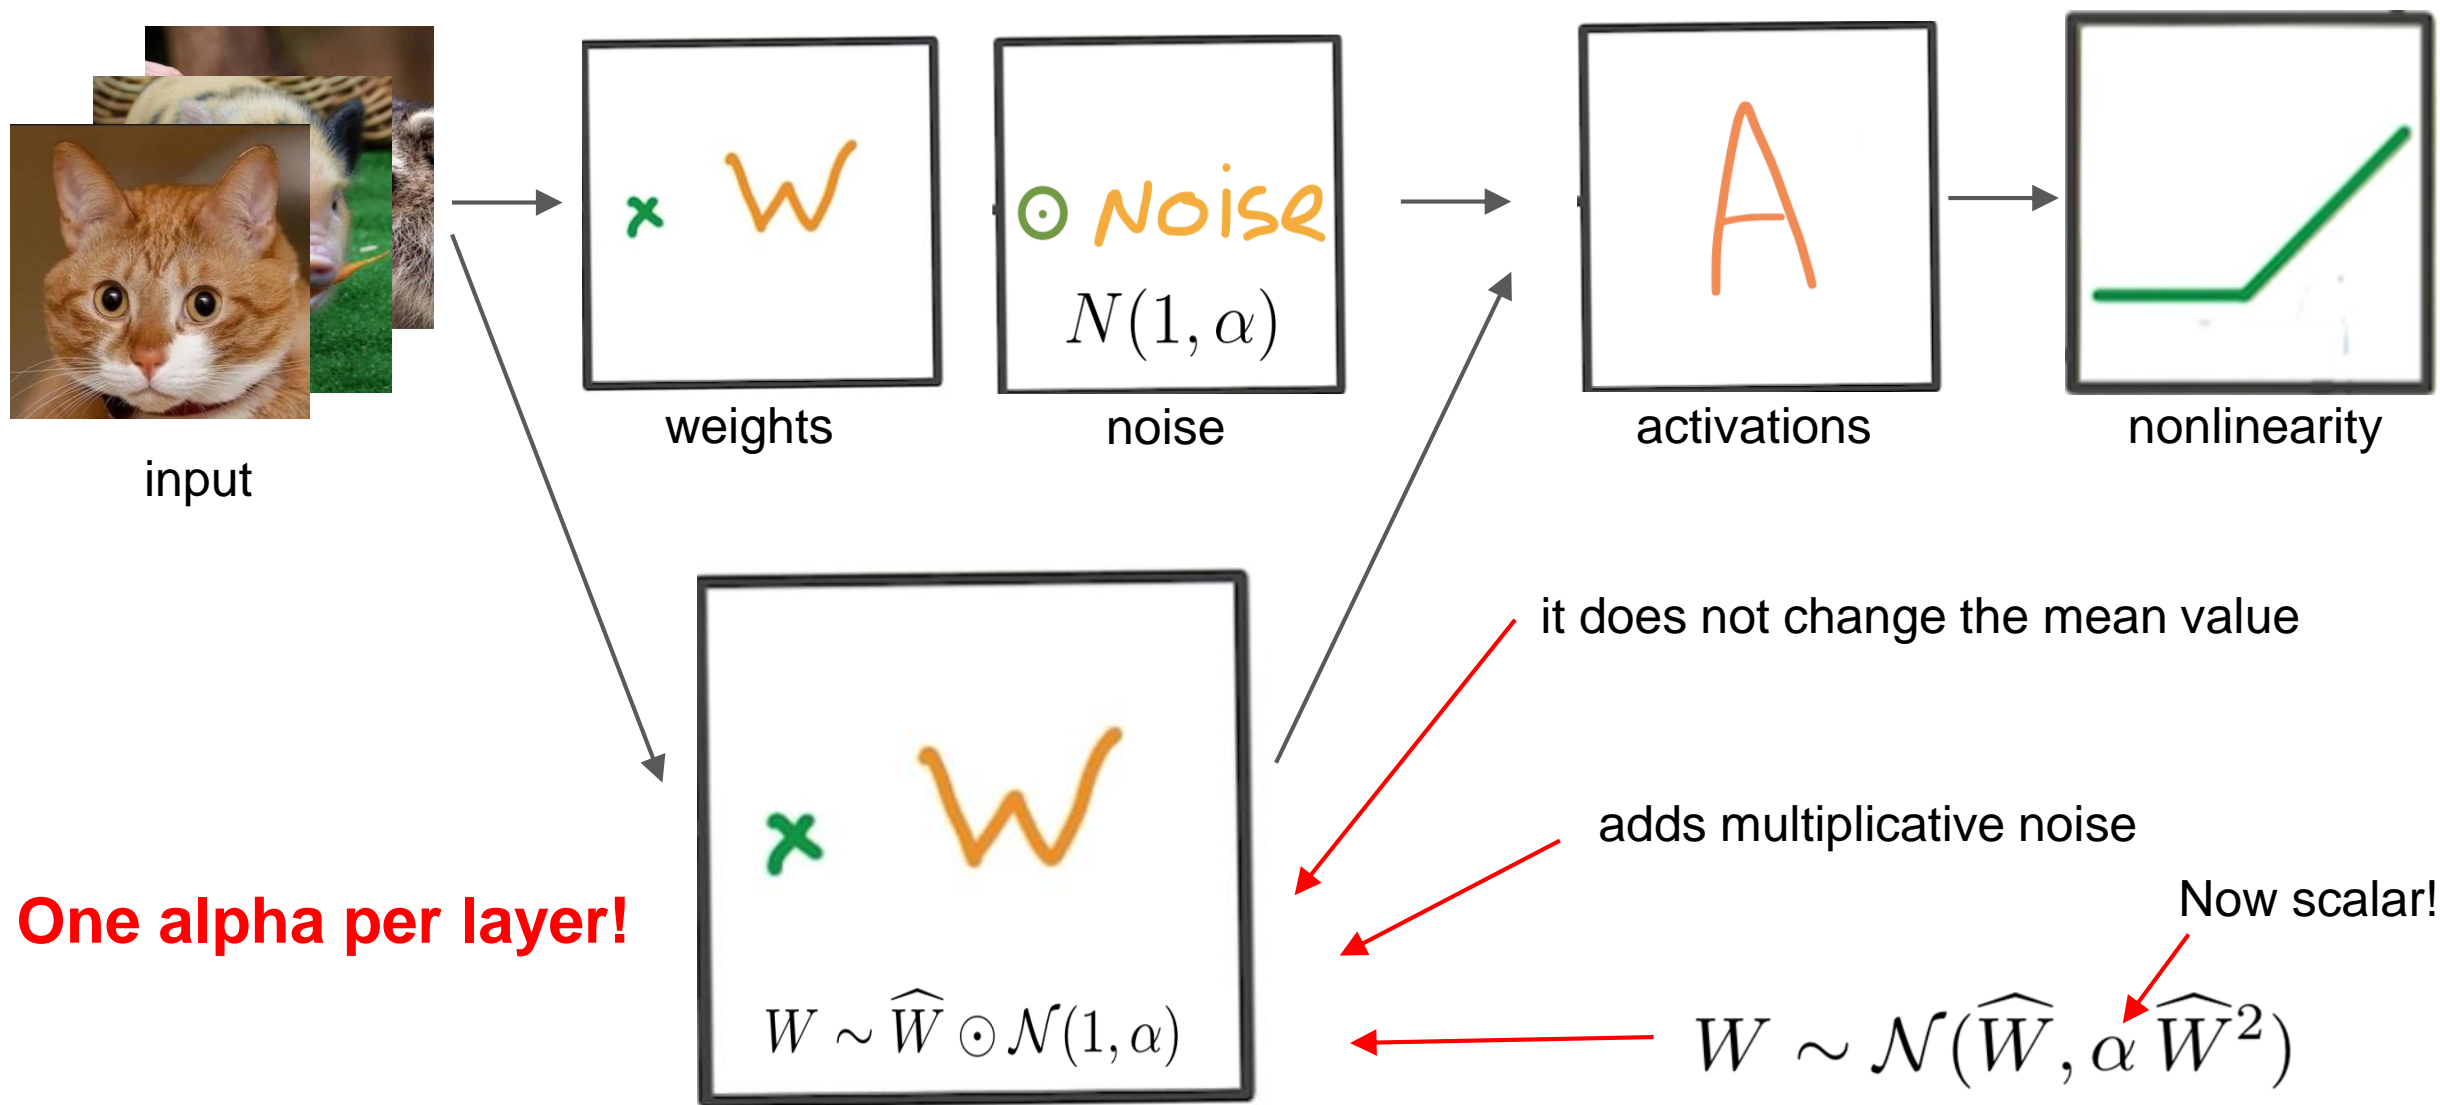 × W
⊙ Noise
N(1, α)
A
weights
noise
activations
nonlinearity
input
it does not change the mean value
× W
adds multiplicative noise
Now scalar!
One alpha per layer!
W ∼ Ŵ ⊙ 𝒩(1, α)
W ∼ 𝒩(Ŵ, α Ŵ²)